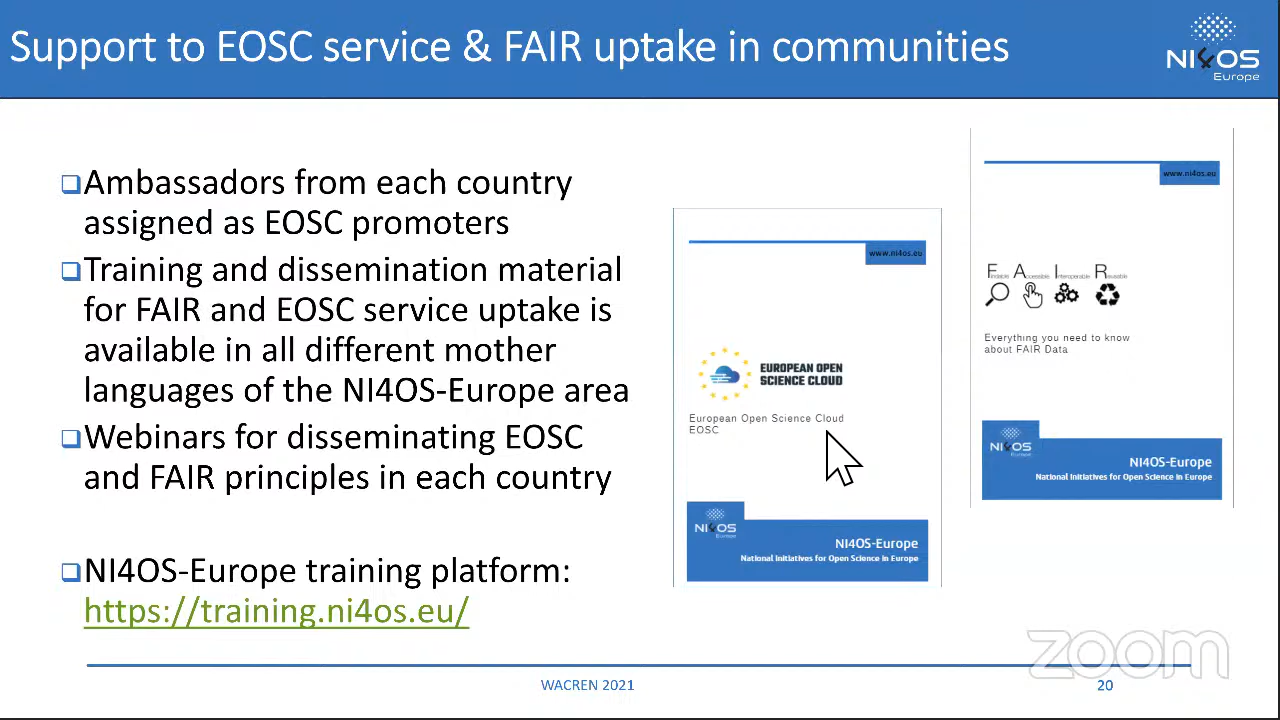 Support to EOSC service & FAIR uptake in communities
NI4OS
Europe
Ambassadors from each country
assigned as EOSC promoters
Training and dissemination material
for FAIR and EOSC service uptake is
available in all different mother
languages of the NI4OS-Europe area
Webinars for disseminating EOSC
and FAIR principles in each country
NI4OS-Europe training platform:
https://training.ni4os.eu/
www.ni4os.eu
EUROPEAN OPEN
SCIENCE CLOUD
European Open Science Cloud
EOSC
NI4OS
Europe
NI4OS-Europe
National Initiatives for Open Science in Europe
www.ni4os.eu
F A I R
Findable Accessible Interoperable Reusable
Everything you need to know
about FAIR Data
NI4OS
Europe
NI4OS-Europe
National Initiatives for Open Science in Europe
zoom
WACREN 2021
20